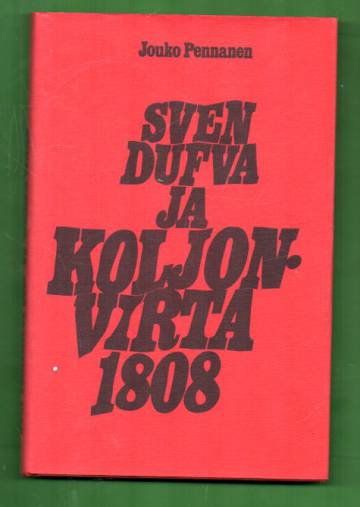 Jouko Pennanen
SVEN
DUFVA
JA
KOLJON-
VIRTA
1808